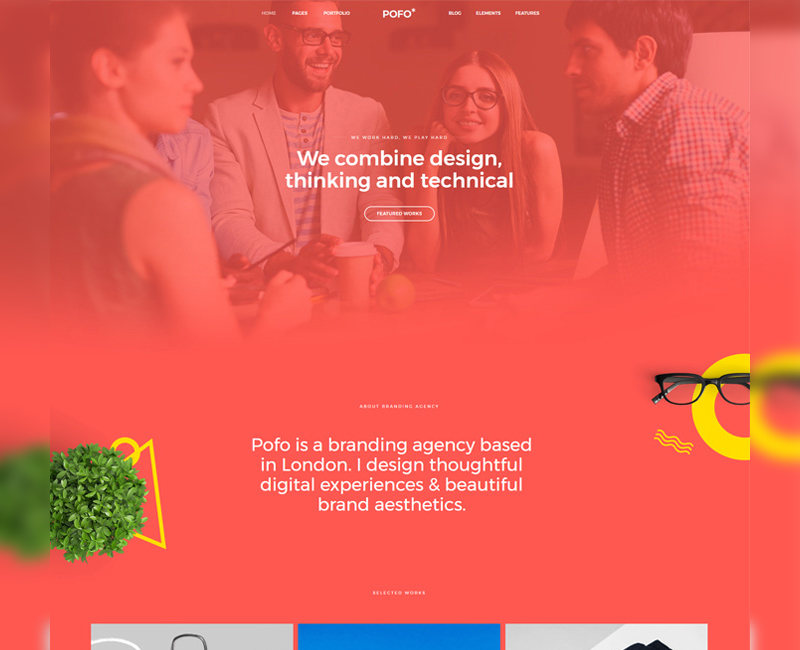 HOME PAGES PORTFOLIO POFO BLOG ELEMENTS FEATURES
WE WORK HARD, WE PLAY HARD
We combine design,
thinking and technical
FEATURED WORKS
ABOUT BRANDING AGENCY
Pofo is a branding agency based
in London. I design thoughtful
digital experiences & beautiful
brand aesthetics.
SELECTED WORKS